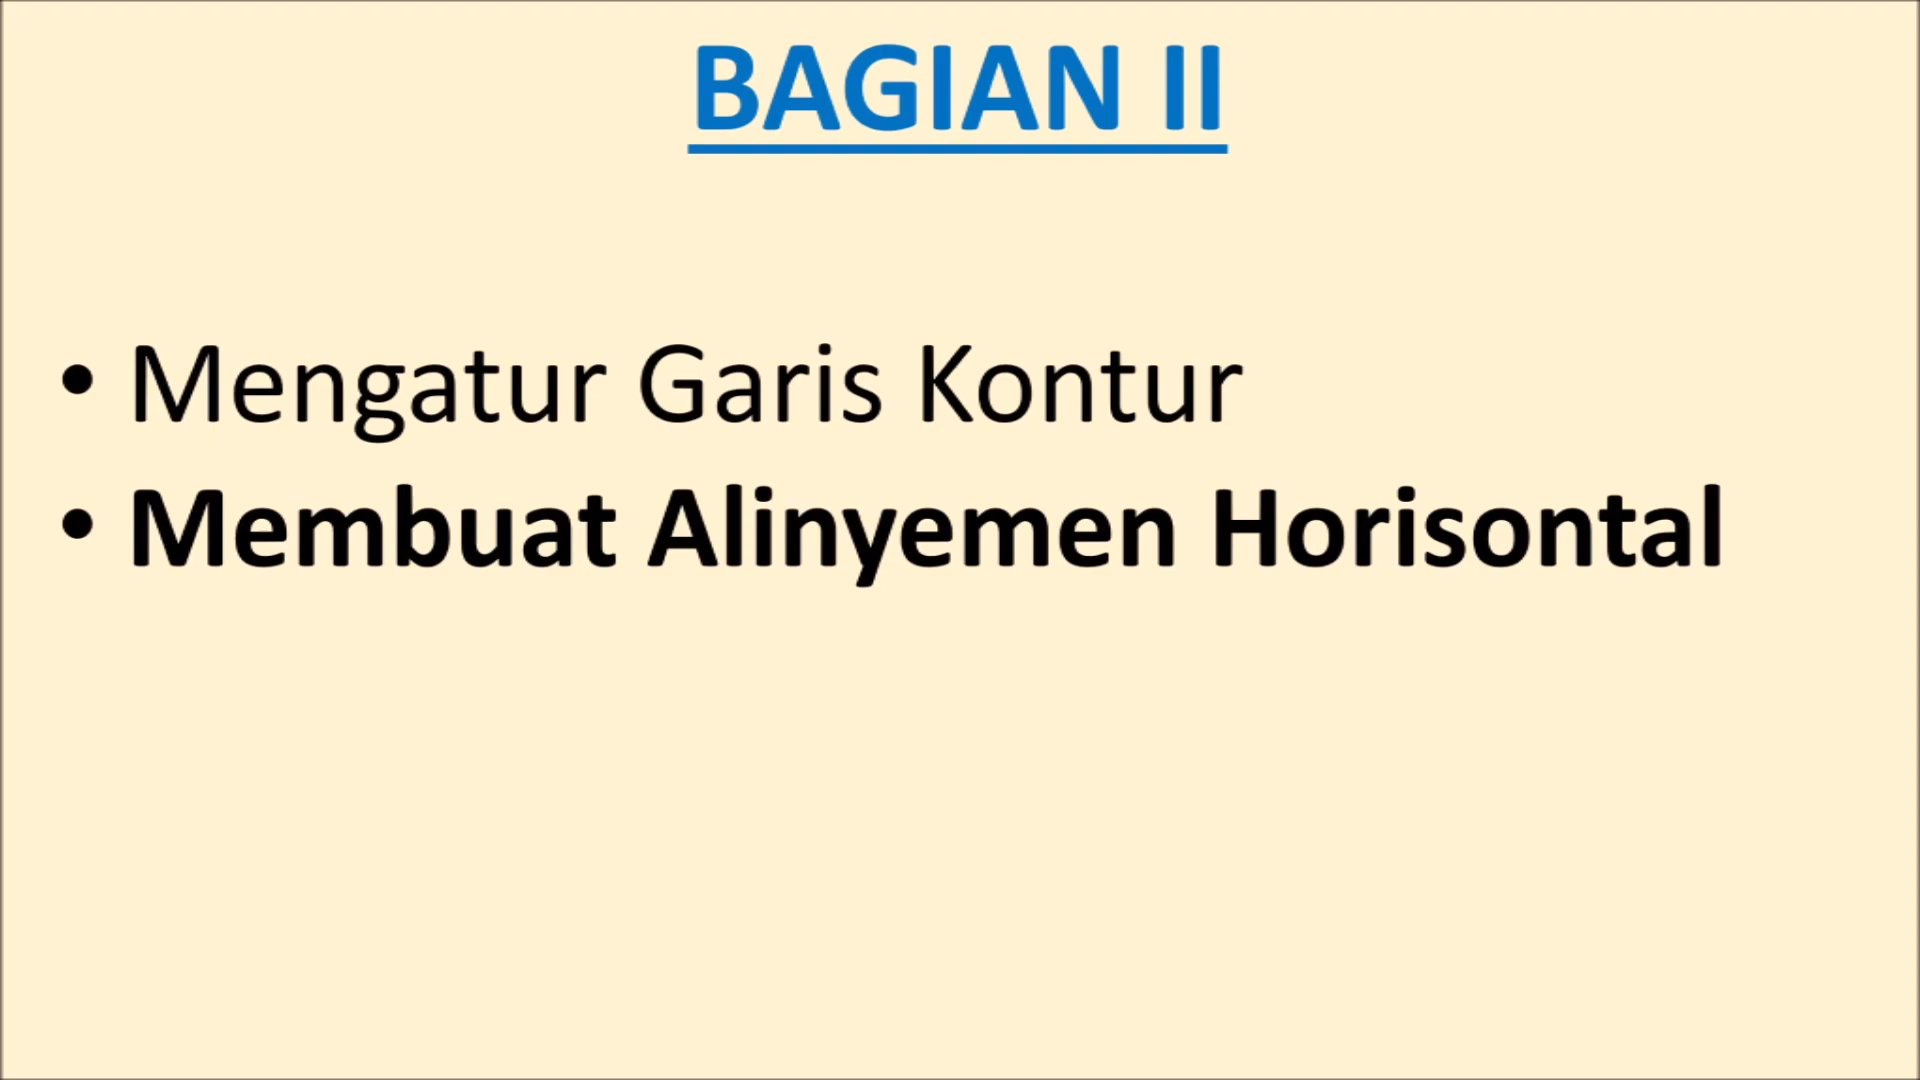 BAGIAN II
• Mengatur Garis Kontur
• Membuat Alinyemen Horisontal